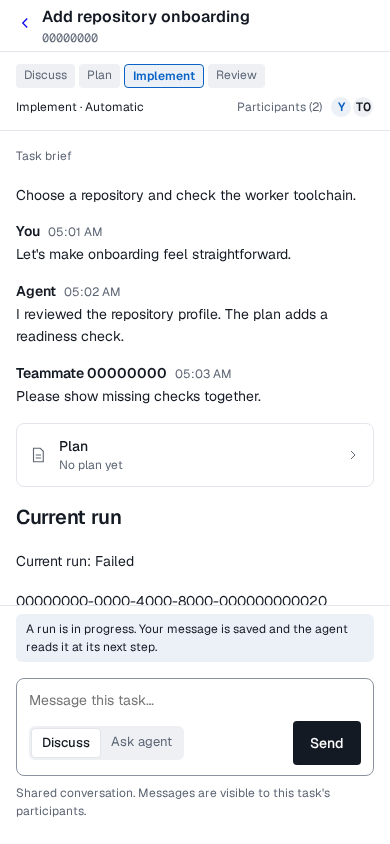 Add repository onboarding
00000000
Discuss
Plan
Implement
Review
Implement · Automatic
Participants (2)
Y
T0
Task brief
Choose a repository and check the worker toolchain.
You 05:01 AM
Let's make onboarding feel straightforward.
Agent 05:02 AM
I reviewed the repository profile. The plan adds a
readiness check.
Teammate 00000000 05:03 AM
Please show missing checks together.
Plan
No plan yet
Current run
Current run: Failed
00000000-0000-4000-8000-000000000020
A run is in progress. Your message is saved and the agent
reads it at its next step.
Message this task...
Discuss
Ask agent
Send
Shared conversation. Messages are visible to this task's
participants.